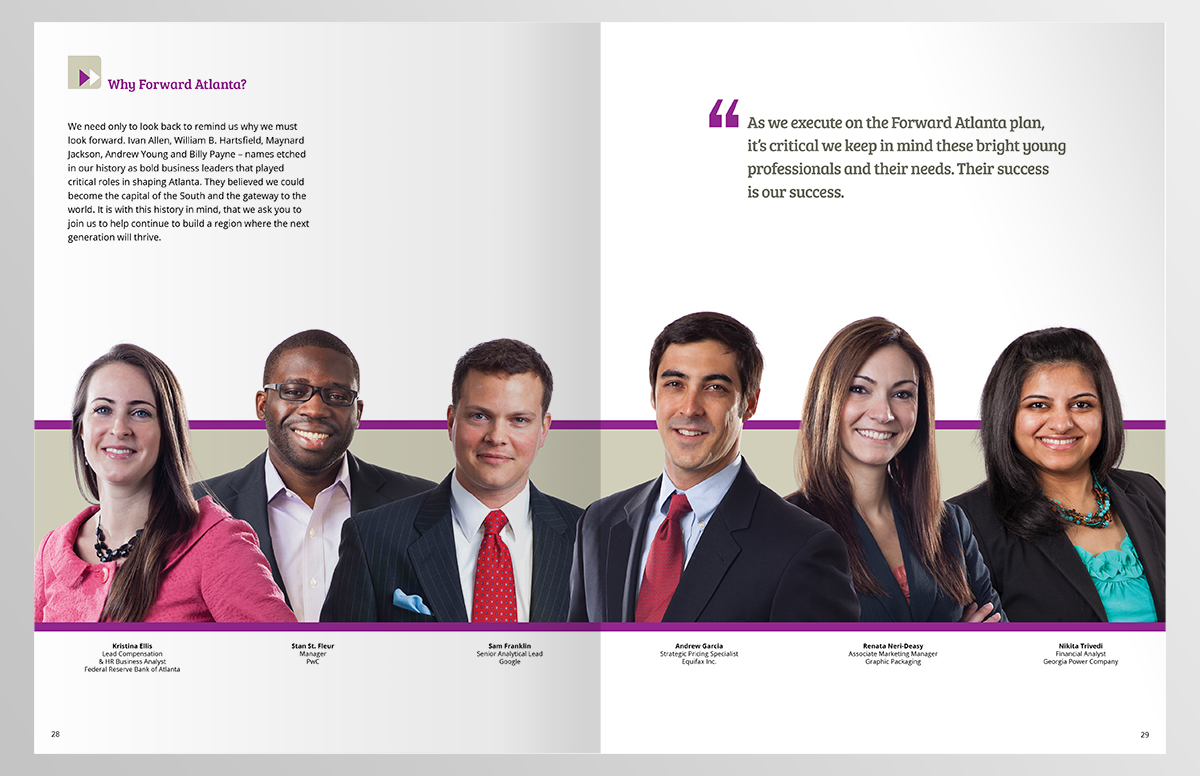 Why Forward Atlanta?
We need only to look back to remind us why we must
look forward. Ivan Allen, William B. Hartsfield, Maynard
Jackson, Andrew Young and Billy Payne – names etched
in our history as bold business leaders that played
critical roles in shaping Atlanta. They believed we could
become the capital of the South and the gateway to the
world. It is with this history in mind, that we ask you to
join us to help continue to build a region where the next
generation will thrive.
“ As we execute on the Forward Atlanta plan,
it’s critical we keep in mind these bright young
professionals and their needs. Their success
is our success.
Kristina Ellis
Lead Compensation
& HR Business Analyst
Federal Reserve Bank of Atlanta
Stan St. Fleur
Manager
PwC
Sam Franklin
Senior Analytical Lead
Google
Andrew Garcia
Strategic Pricing Specialist
Equifax Inc.
Renata Neri-Deasy
Associate Marketing Manager
Graphic Packaging
Nikita Trivedi
Financial Analyst
Georgia Power Company
28
29